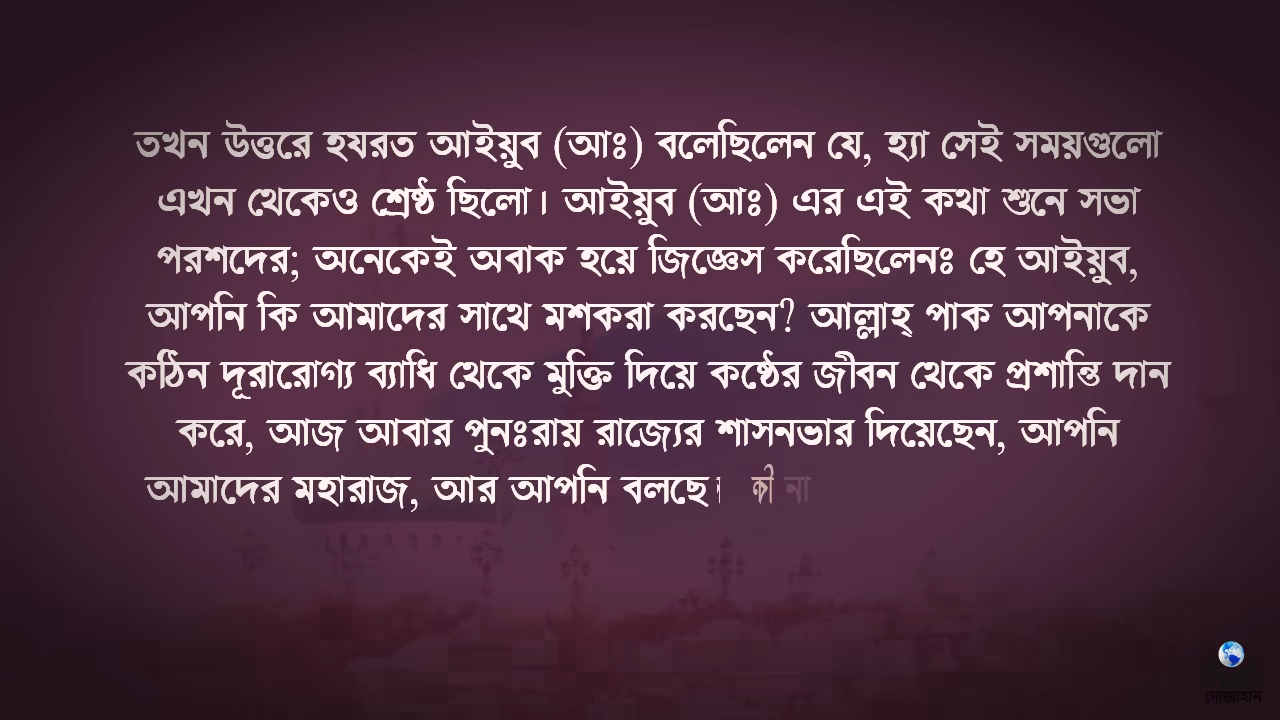 তখন উত্তরে হযরত আইয়ুব (আঃ) বলেছিলেন যে, হ্যা সেই সময়গুলো
এখন থেকেও শ্রেষ্ঠ ছিলো। আইয়ুব (আঃ) এর এই কথা শুনে সভা
পরশদের; অনেকেই অবাক হয়ে জিজ্ঞেস করেছিলেনঃ হে আইয়ুব,
আপনি কি আমাদের সাথে মশকরা করছেন? আল্লাহ্ পাক আপনাকে
কঠিন দূরারোগ্য ব্যাধি থেকে মুক্তি দিয়ে কষ্ঠের জীবন থেকে প্রশান্তি দান
করে, আজ আবার পুনঃরায় রাজ্যের শাসনভার দিয়েছেন, আপনি
আমাদের মহারাজ, আর আপনি বলছে কী না
দোজাহান